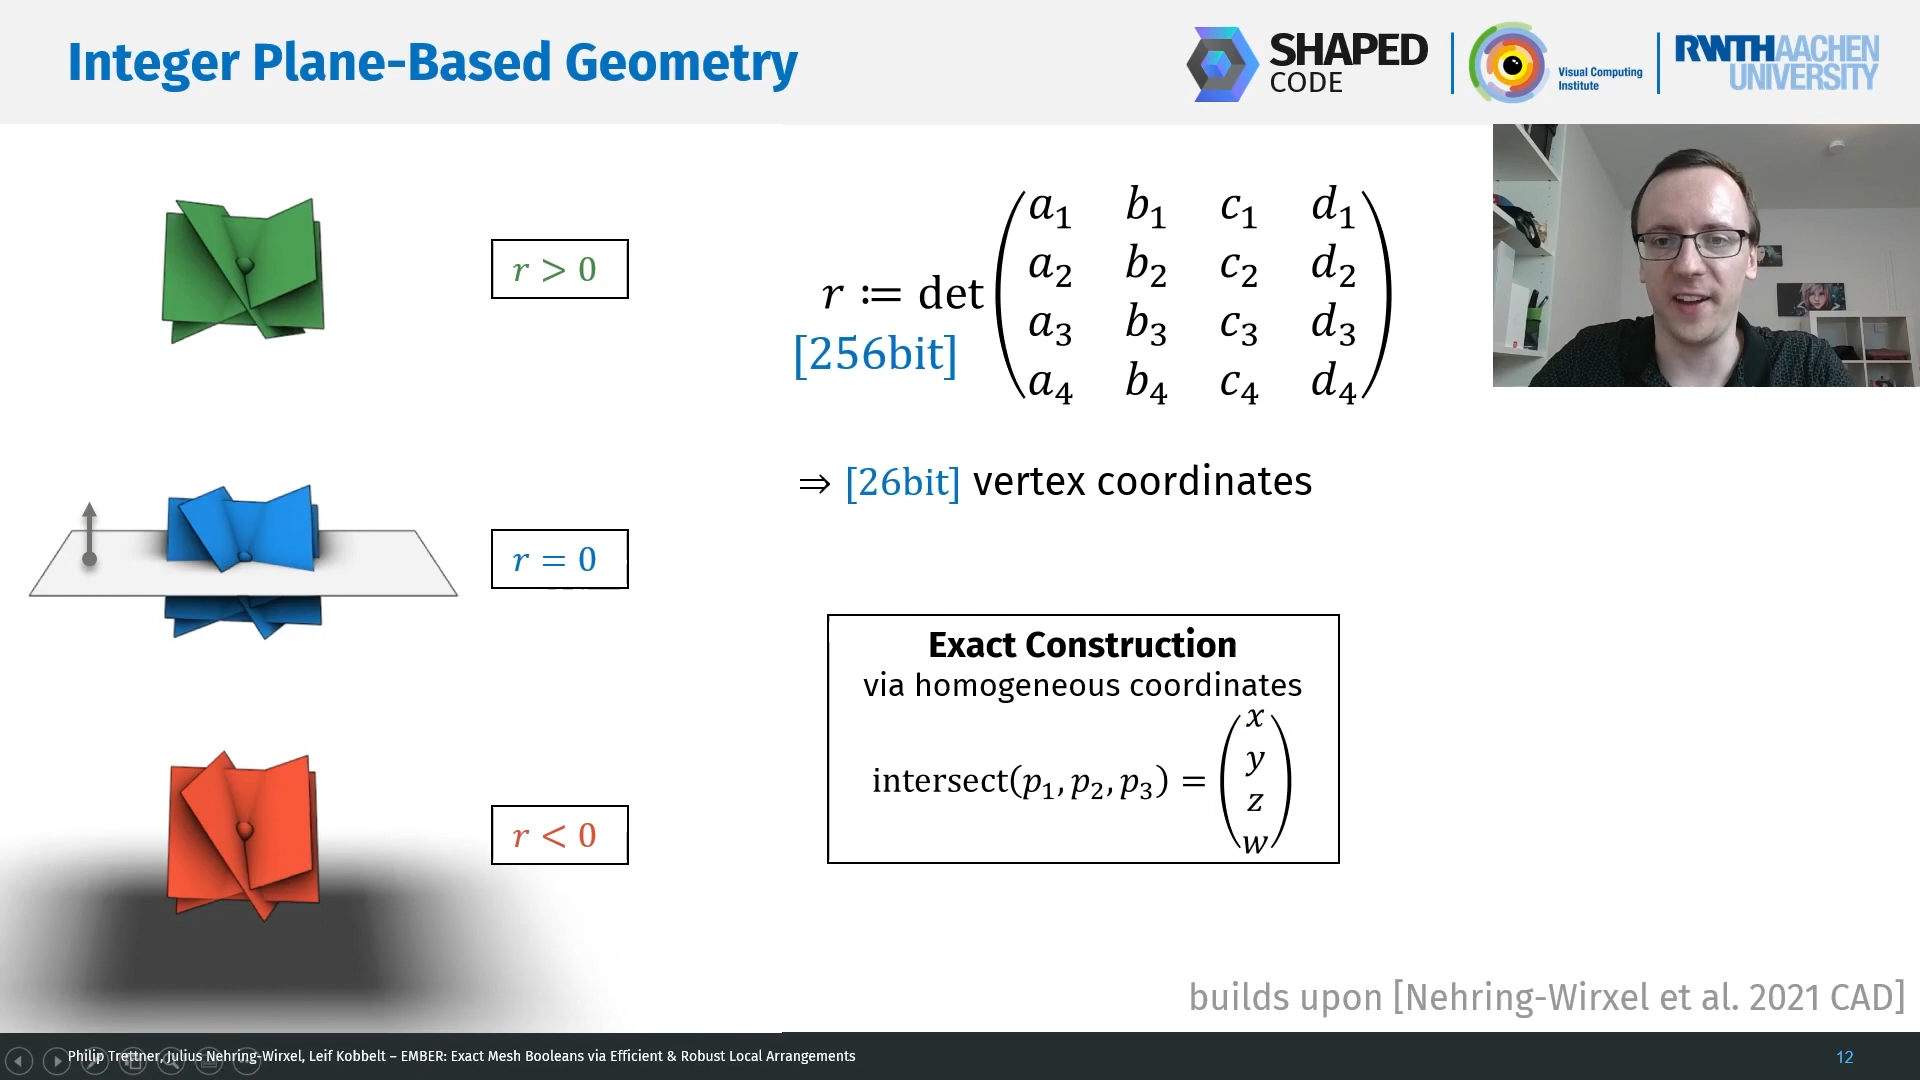 Integer Plane-Based Geometry
SHAPED
CODE
Visual Computing
Institute
RWTHAACHEN
UNIVERSITY
r > 0
r = 0
r < 0
r ≔ det
[256bit]
a₁ b₁ c₁ d₁
a₂ b₂ c₂ d₂
a₃ b₃ c₃ d₃
a₄ b₄ c₄ d₄
⇒ [26bit] vertex coordinates
Exact Construction
via homogeneous coordinates
intersect(p₁, p₂, p₃) =
x
y
z
w
builds upon [Nehring-Wirxel et al. 2021 CAD]
Philip Trettner, Julius Nehring-Wirxel, Leif Kobbelt – EMBER: Exact Mesh Booleans via Efficient & Robust Local Arrangements
12